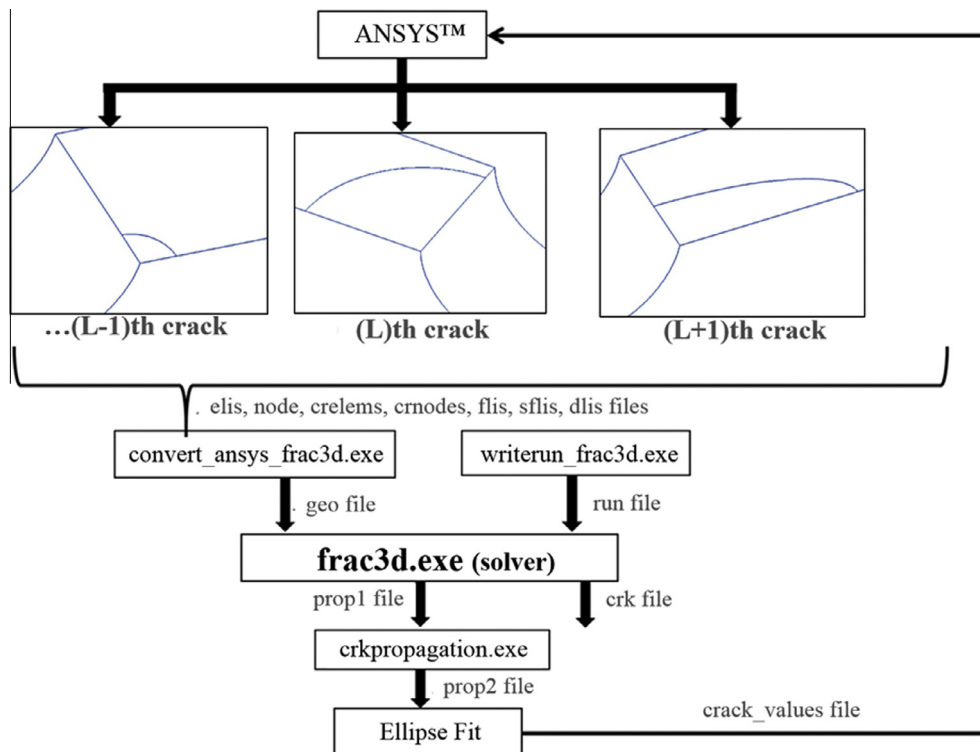 ANSYS™
…(L-1)th crack
(L)th crack
(L+1)th crack
. elis, node, crelems, crnodes, flis, sflis, dlis files
convert_ansys_frac3d.exe
writerun_frac3d.exe
. geo file
run file
frac3d.exe (solver)
prop1 file
crk file
crkpropagation.exe
. prop2 file
crack_values file
Ellipse Fit